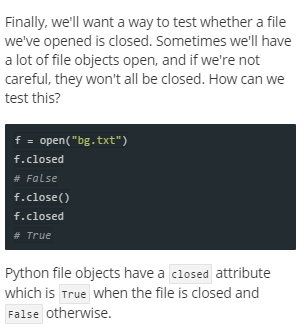 Finally, we'll want a way to test whether a file
we've opened is closed. Sometimes we'll have
a lot of file objects open, and if we're not
careful, they won't all be closed. How can we
test this?
f = open("bg.txt")
f.closed
# False
f.close()
f.closed
# True
Python file objects have a closed attribute
which is True when the file is closed and
False otherwise.